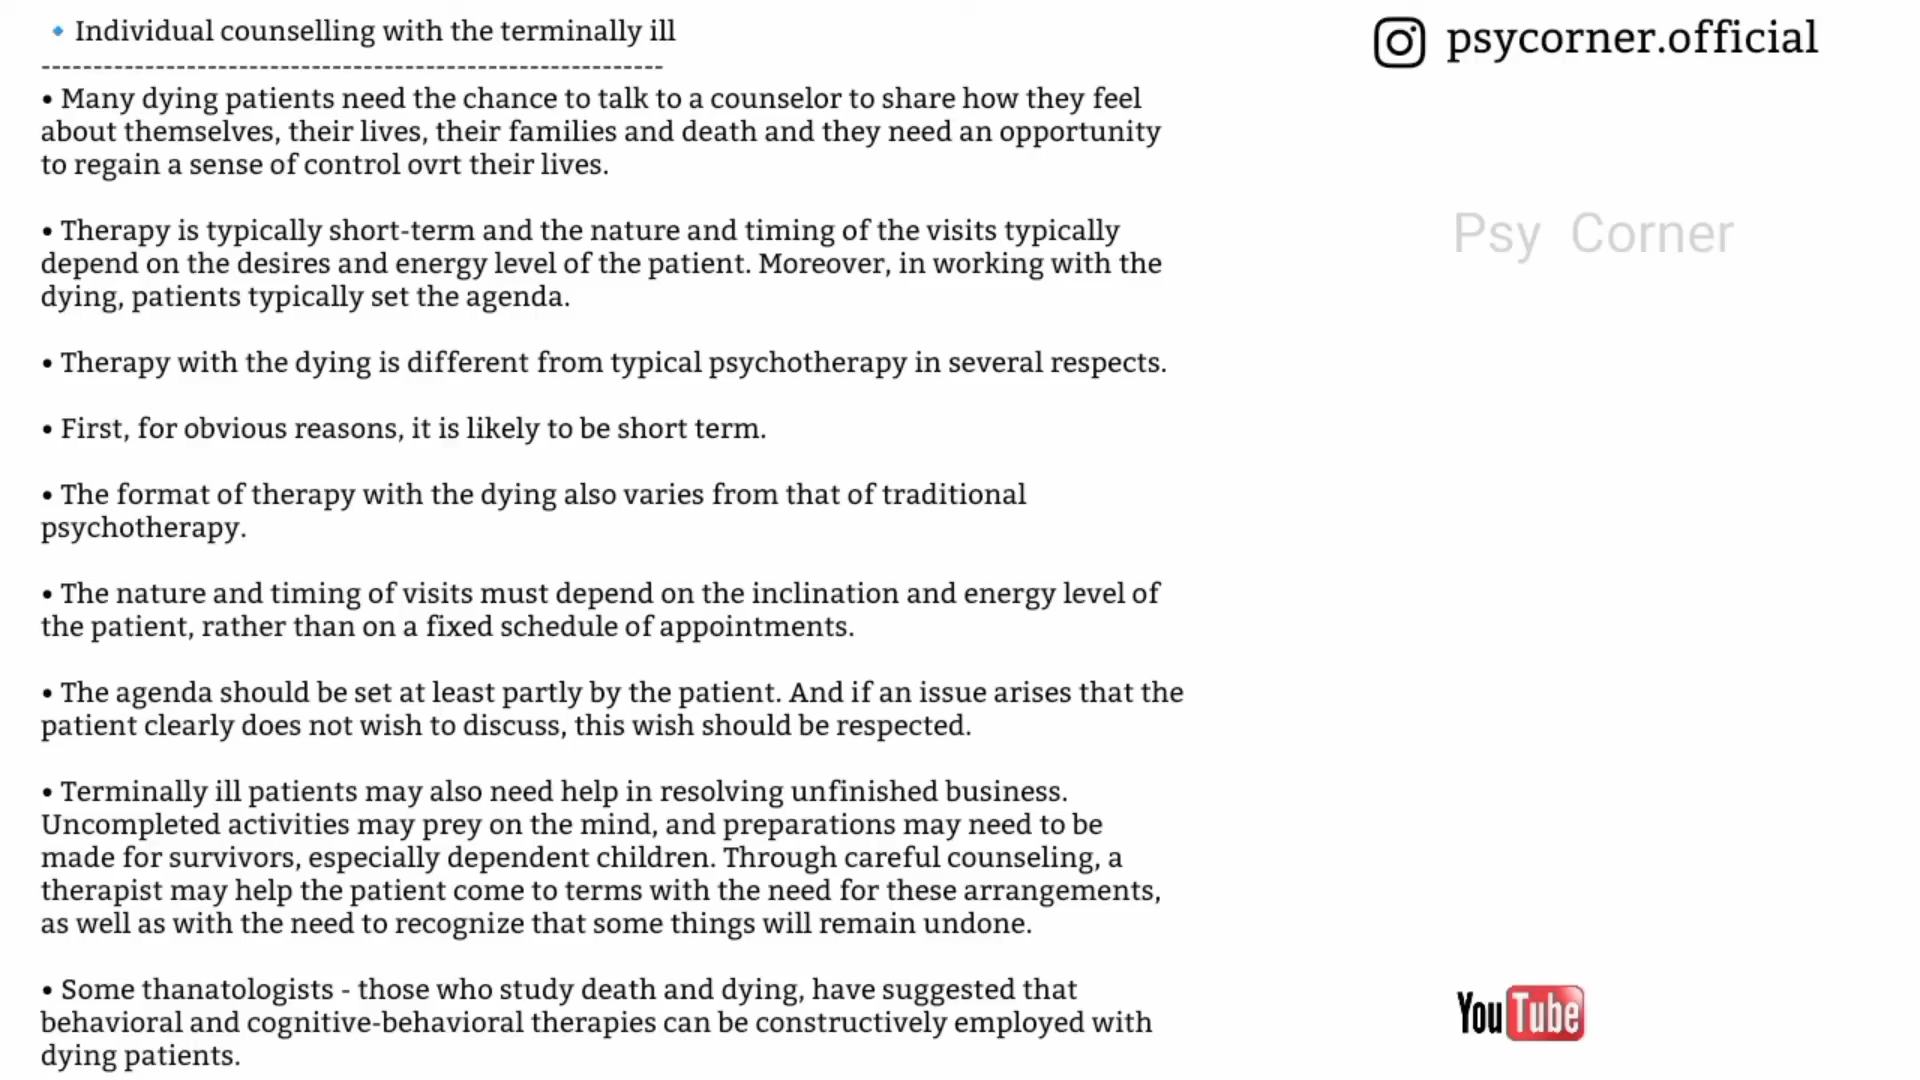 🔹 Individual counselling with the terminally ill
------------------------------------------------------------
• Many dying patients need the chance to talk to a counselor to share how they feel
about themselves, their lives, their families and death and they need an opportunity
to regain a sense of control ovrt their lives.
• Therapy is typically short-term and the nature and timing of the visits typically
depend on the desires and energy level of the patient. Moreover, in working with the
dying, patients typically set the agenda.
• Therapy with the dying is different from typical psychotherapy in several respects.
• First, for obvious reasons, it is likely to be short term.
• The format of therapy with the dying also varies from that of traditional
psychotherapy.
• The nature and timing of visits must depend on the inclination and energy level of
the patient, rather than on a fixed schedule of appointments.
• The agenda should be set at least partly by the patient. And if an issue arises that the
patient clearly does not wish to discuss, this wish should be respected.
• Terminally ill patients may also need help in resolving unfinished business.
Uncompleted activities may prey on the mind, and preparations may need to be
made for survivors, especially dependent children. Through careful counseling, a
therapist may help the patient come to terms with the need for these arrangements,
as well as with the need to recognize that some things will remain undone.
• Some thanatologists - those who study death and dying, have suggested that
behavioral and cognitive-behavioral therapies can be constructively employed with
dying patients.
psycorner.official
Psy Corner
YouTube